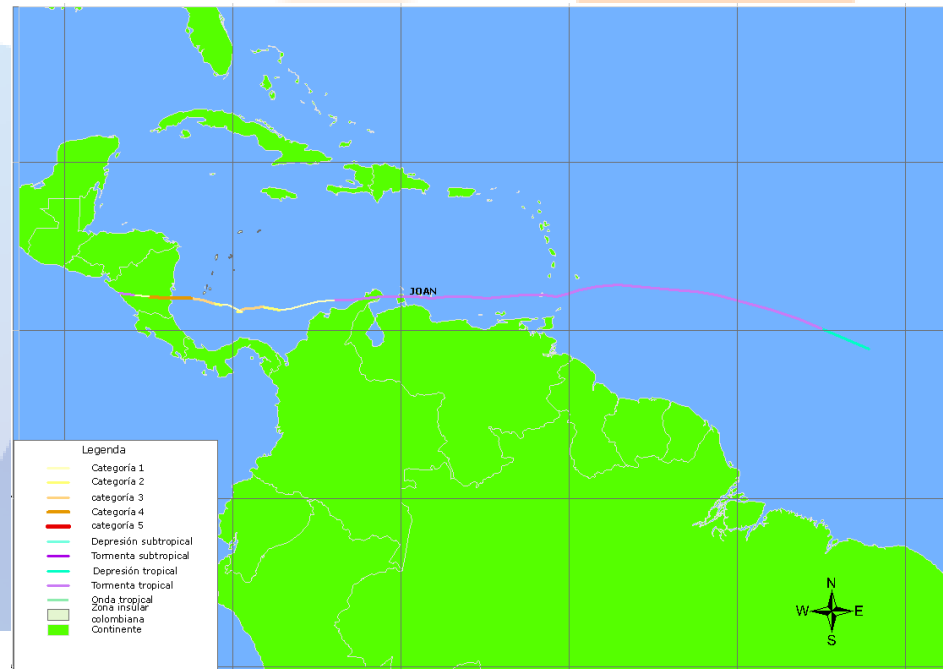 JOAN
Legenda
Categoría 1
Categoría 2
categoría 3
Categoría 4
categoría 5
Depresión subtropical
Tormenta subtropical
Depresión tropical
Tormenta tropical
Onda tropical
Zona insular
colombiana
Continente
N
W E
S